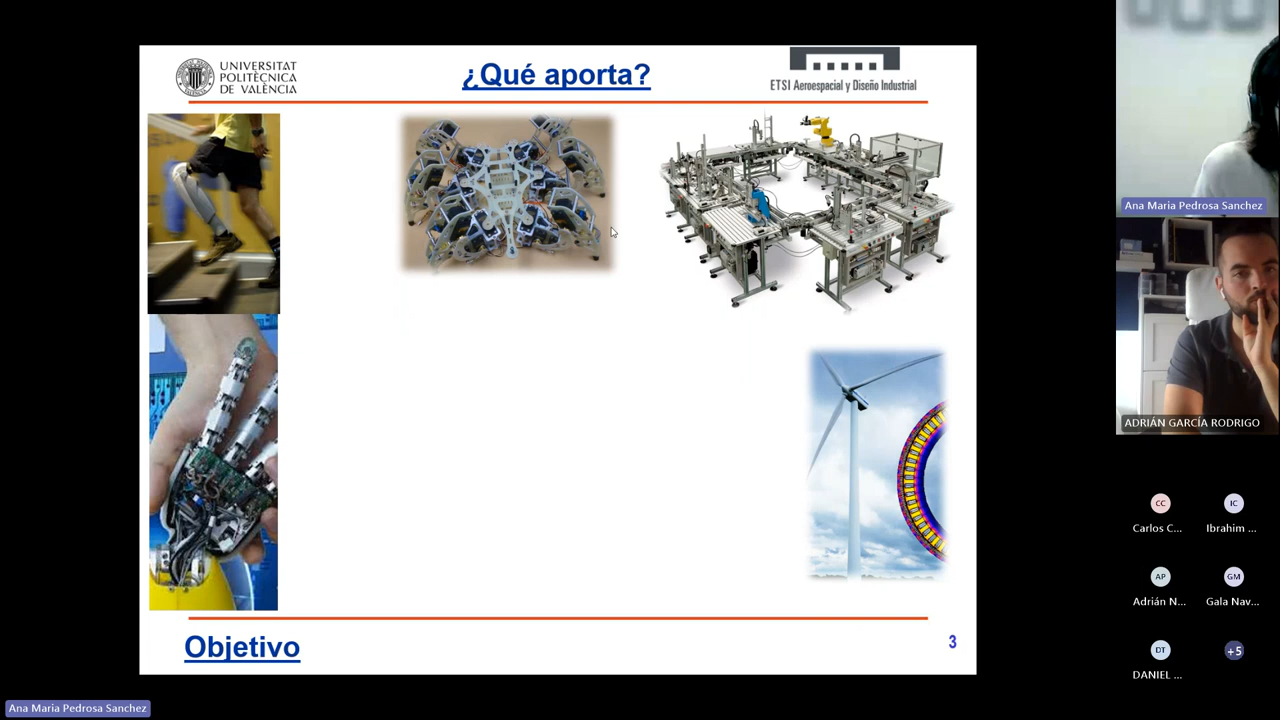 UNIVERSITAT
POLITÈCNICA
DE VALÈNCIA
¿Qué aporta?
ETSI Aeroespacial y Diseño Industrial
Objetivo
3
Ana Maria Pedrosa Sanchez
Ana Maria Pedrosa Sanchez
ADRIÁN GARCÍA RODRIGO
CC
IC
Carlos C...
Ibrahim ...
AP
GM
Adrián N...
Gala Nav...
DT
+5
DANIEL ...